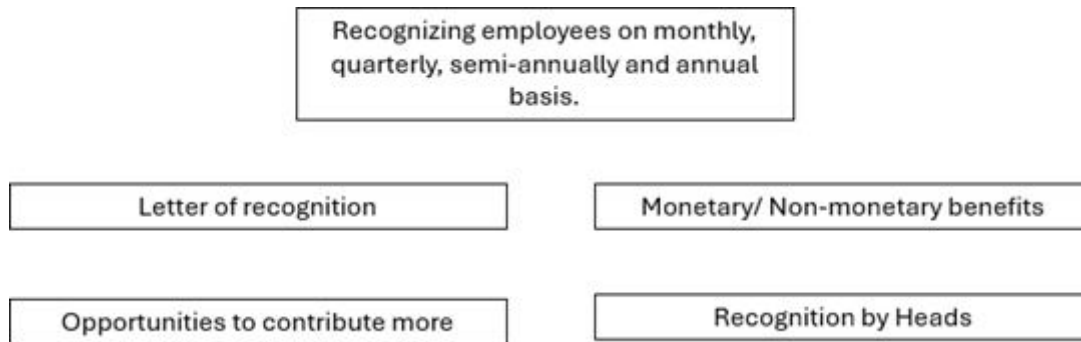 Recognizing employees on monthly,
quarterly, semi-annually and annual
basis.
Letter of recognition
Monetary/ Non-monetary benefits
Opportunities to contribute more
Recognition by Heads